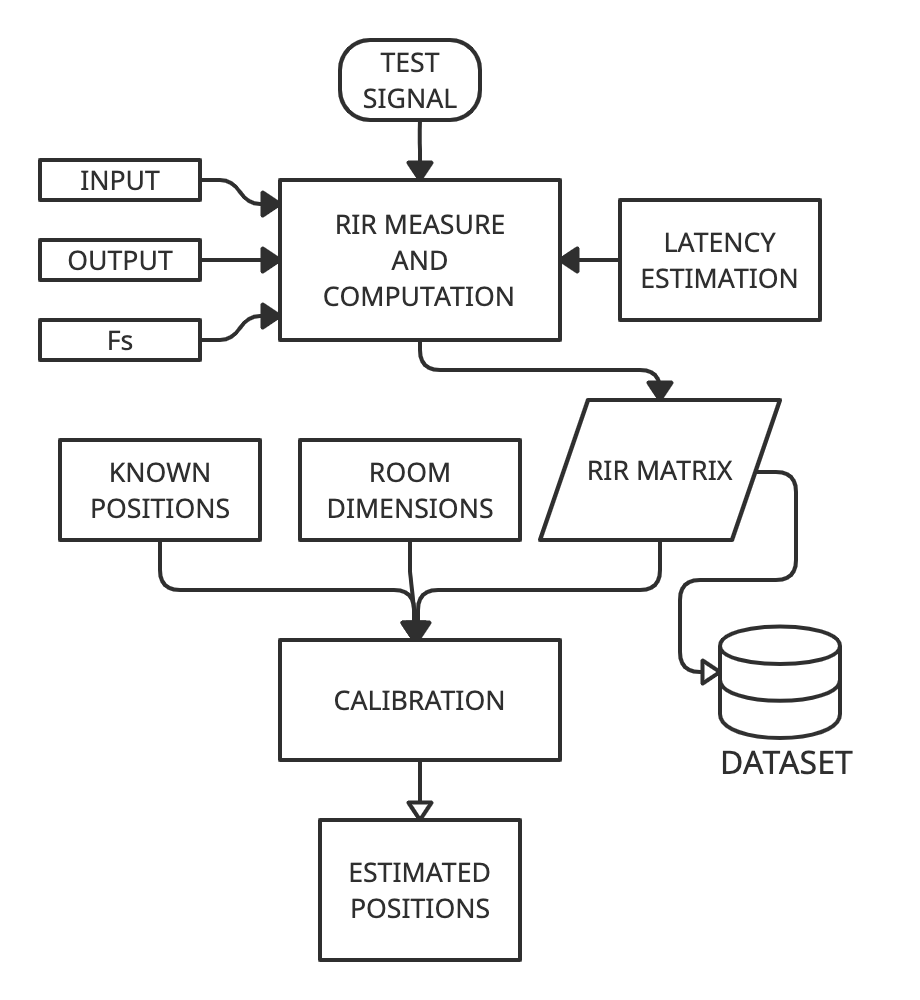 TEST
SIGNAL
INPUT
OUTPUT
Fs
RIR MEASURE
AND
COMPUTATION
LATENCY
ESTIMATION
KNOWN
POSITIONS
ROOM
DIMENSIONS
RIR MATRIX
CALIBRATION
DATASET
ESTIMATED
POSITIONS